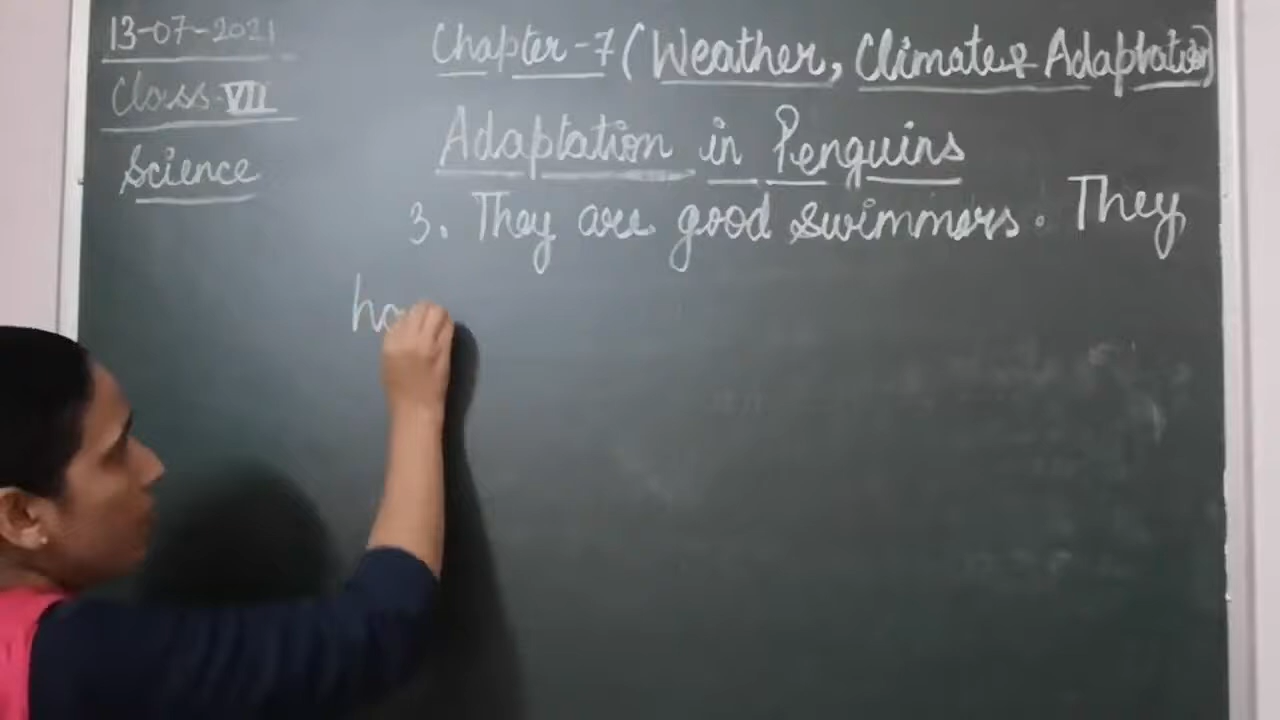 13-07-2021
Class-VII
Science
Chapter-7 (Weather, Climate & Adaptation)
Adaptation in Penguins
3. They are good swimmers. They